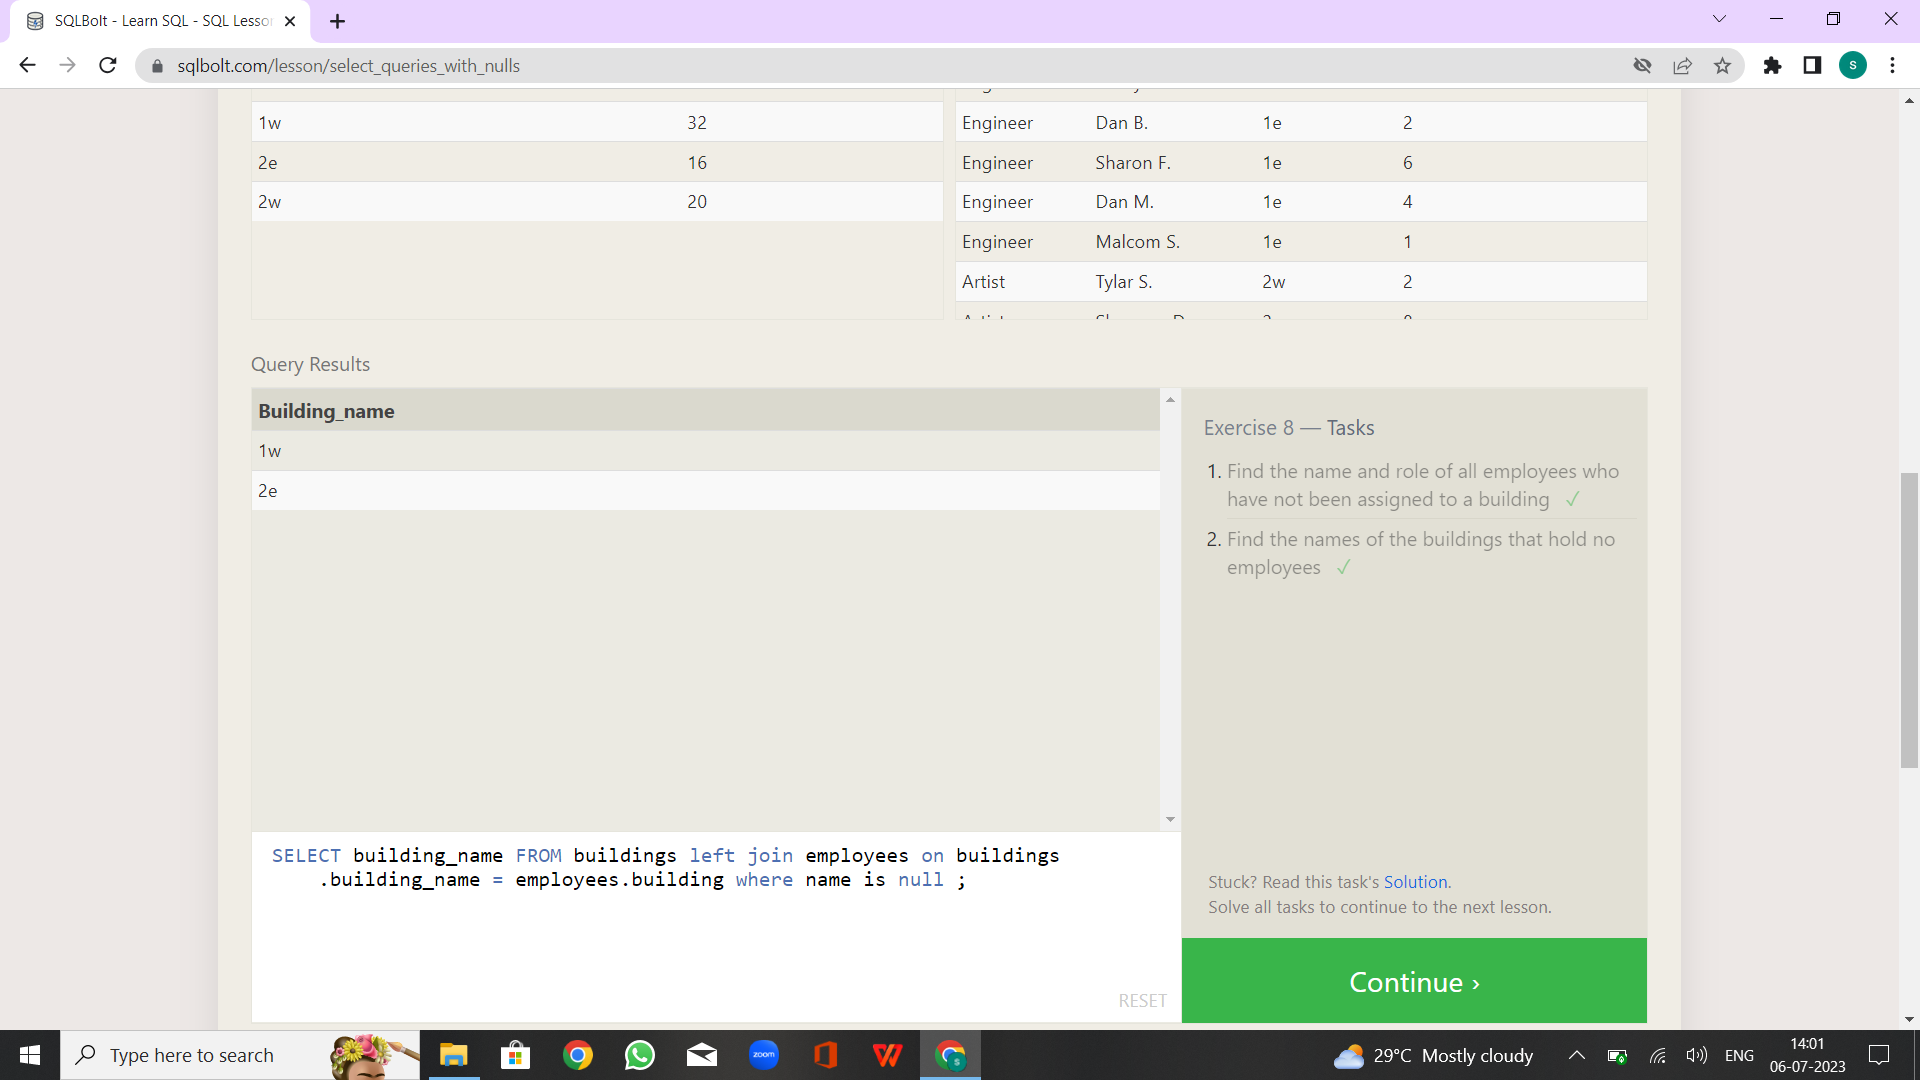 SQLBolt - Learn SQL - SQL Lesso
sqlbolt.com/lesson/select_queries_with_nulls
S
1w 32
2e 16
2w 20
Engineer Dan B. 1e 2
Engineer Sharon F. 1e 6
Engineer Dan M. 1e 4
Engineer Malcom S. 1e 1
Artist Tylar S. 2w 2
Query Results
Building_name
1w
2e
Exercise 8 — Tasks
1. Find the name and role of all employees who
have not been assigned to a building ✓
2. Find the names of the buildings that hold no
employees ✓
SELECT building_name FROM buildings left join employees on buildings
.building_name = employees.building where name is null ;
RESET
Stuck? Read this task's Solution.
Solve all tasks to continue to the next lesson.
Continue ›
Type here to search
zoom
W
S
29°C Mostly cloudy
ENG
14:01
06-07-2023